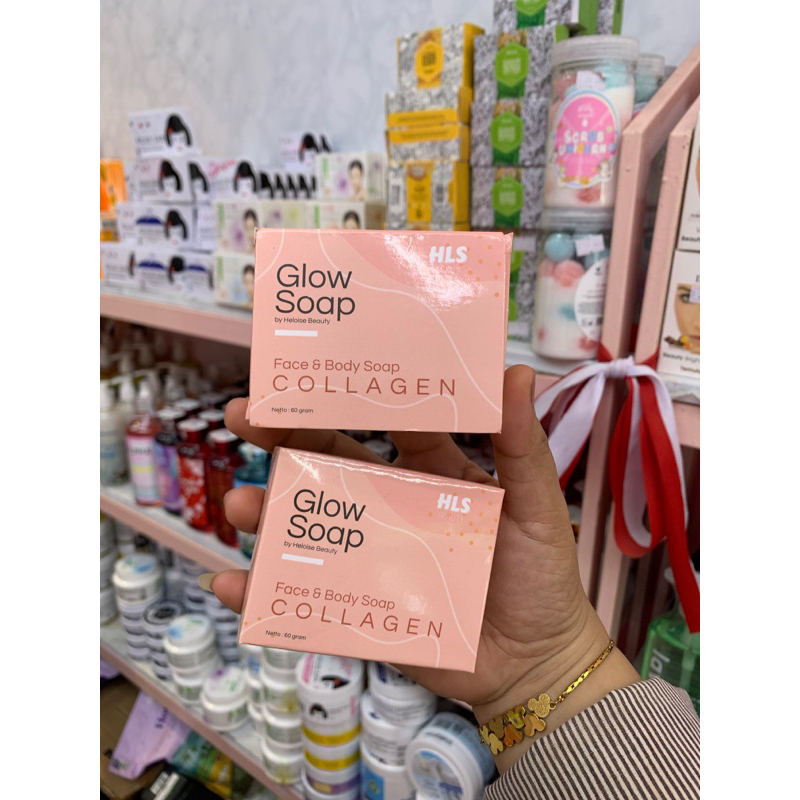 HLS
Glow
Soap
by Heloise Beauty
Face & Body Soap
COLLAGEN
Netto : 60 gram
HLS
Glow
Soap
by Heloise Beauty
Face & Body Soap
COLLAGEN
Netto : 60 gram
SCRUB